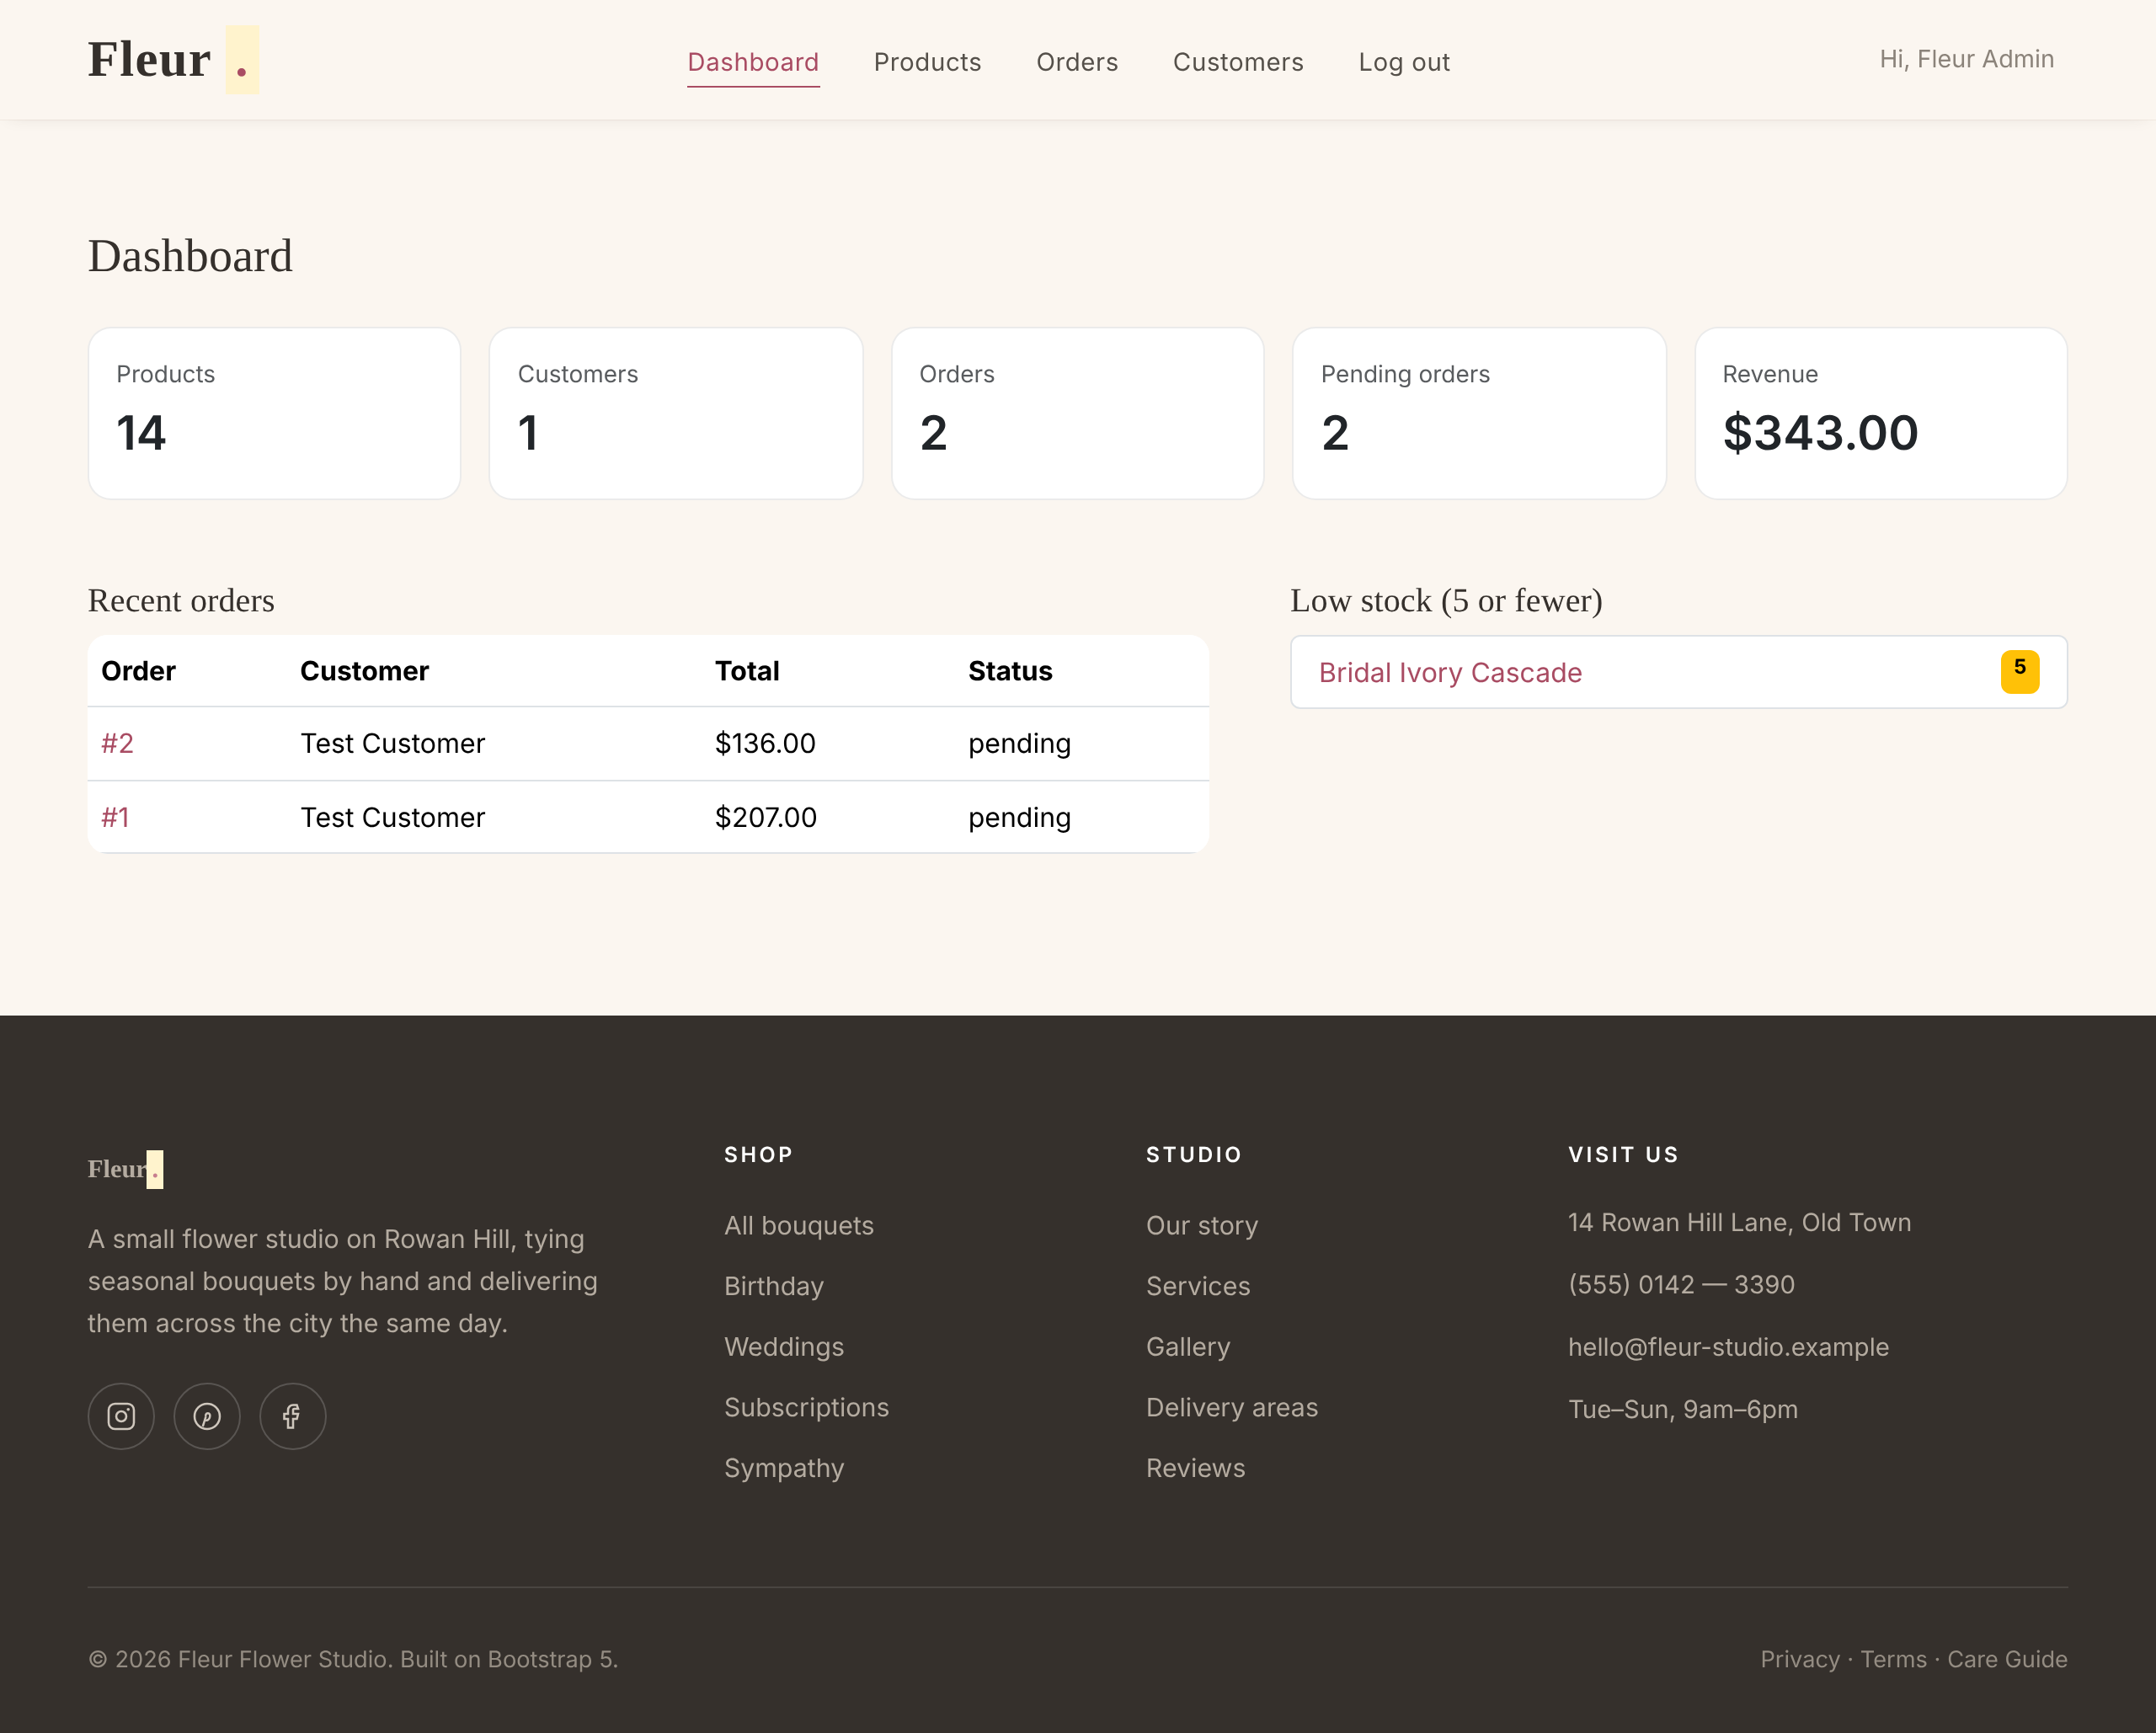 Fleur .
Dashboard
Products
Orders
Customers
Log out
Hi, Fleur Admin
Dashboard
Products
14
Customers
1
Orders
2
Pending orders
2
Revenue
$343.00
Recent orders
Order Customer Total Status
#2 Test Customer $136.00 pending
#1 Test Customer $207.00 pending
Low stock (5 or fewer)
Bridal Ivory Cascade 5
Fleur.
A small flower studio on Rowan Hill, tying
seasonal bouquets by hand and delivering
them across the city the same day.
SHOP
All bouquets
Birthday
Weddings
Subscriptions
Sympathy
STUDIO
Our story
Services
Gallery
Delivery areas
Reviews
VISIT US
14 Rowan Hill Lane, Old Town
(555) 0142 — 3390
hello@fleur-studio.example
Tue–Sun, 9am–6pm
© 2026 Fleur Flower Studio. Built on Bootstrap 5.
Privacy · Terms · Care Guide